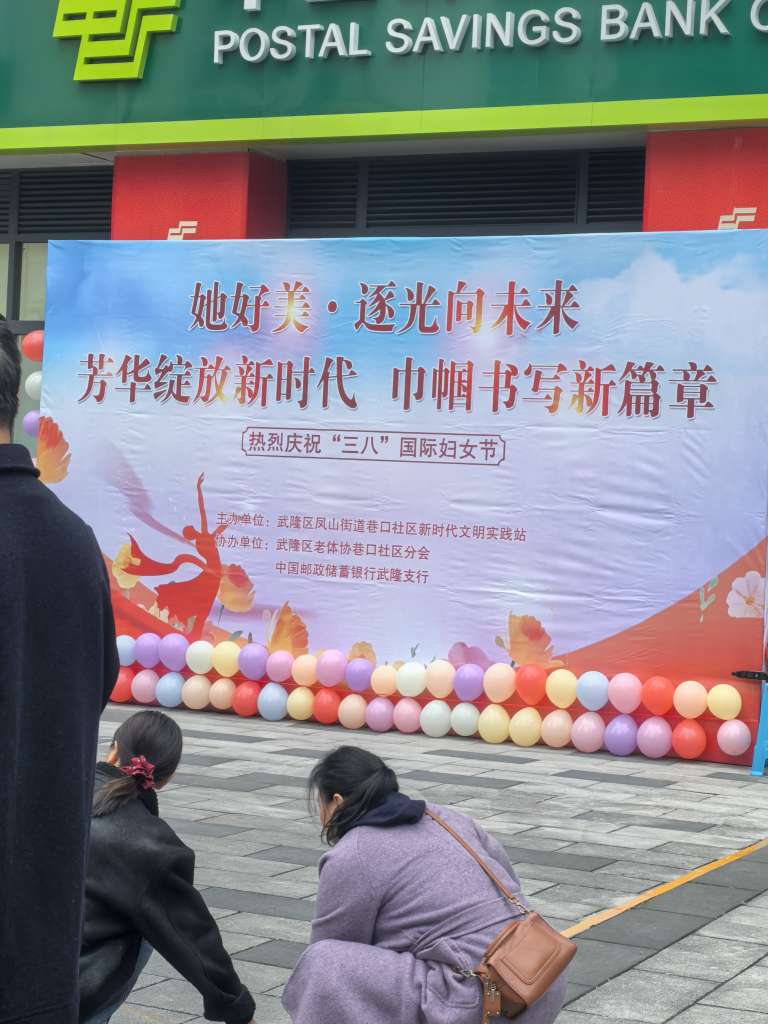 POSTAL SAVINGS BANK
她好美·逐光向未来
芳华绽放新时代 巾帼书写新篇章
热烈庆祝“三八”国际妇女节
主办单位：武隆区凤山街道巷口社区新时代文明实践站
协办单位：武隆区老体协巷口社区分会
中国邮政储蓄银行武隆支行